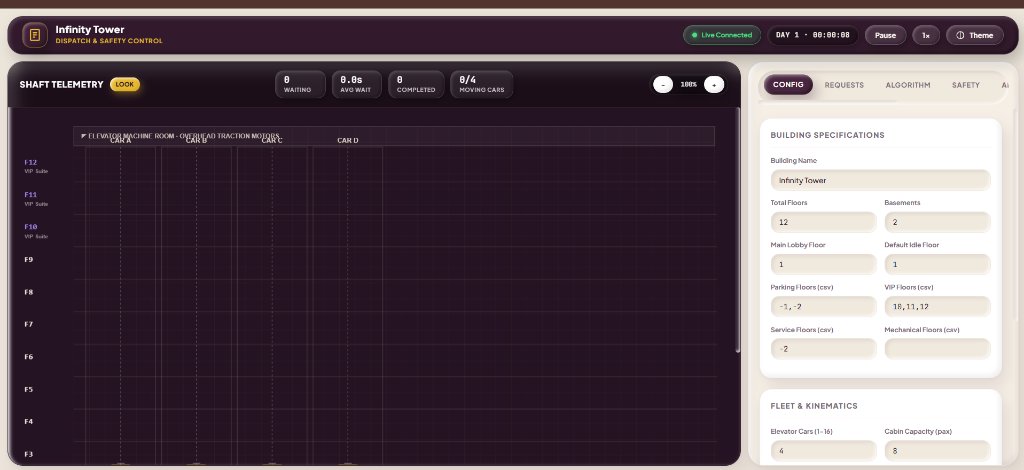 Infinity Tower
DISPATCH & SAFETY CONTROL
Live Connected
DAY 1 · 00:00:08
Pause
1x
Theme
SHAFT TELEMETRY
LOOK
0
WAITING
0.0s
AVG WAIT
0
COMPLETED
0/4
MOVING CARS
-
100%
+
ELEVATOR MACHINE ROOM - OVERHEAD TRACTION MOTORS
CAR A
CAR B
CAR C
CAR D
F12
VIP Suite
F11
VIP Suite
F10
VIP Suite
F9
F8
F7
F6
F5
F4
F3
CONFIG
REQUESTS
ALGORITHM
SAFETY
BUILDING SPECIFICATIONS
Building Name
Infinity Tower
Total Floors
Basements
12
2
Main Lobby Floor
Default Idle Floor
1
1
Parking Floors (csv)
VIP Floors (csv)
-1,-2
10,11,12
Service Floors (csv)
Mechanical Floors (csv)
-2
FLEET & KINEMATICS
Elevator Cars (1-16)
Cabin Capacity (pax)
4
8